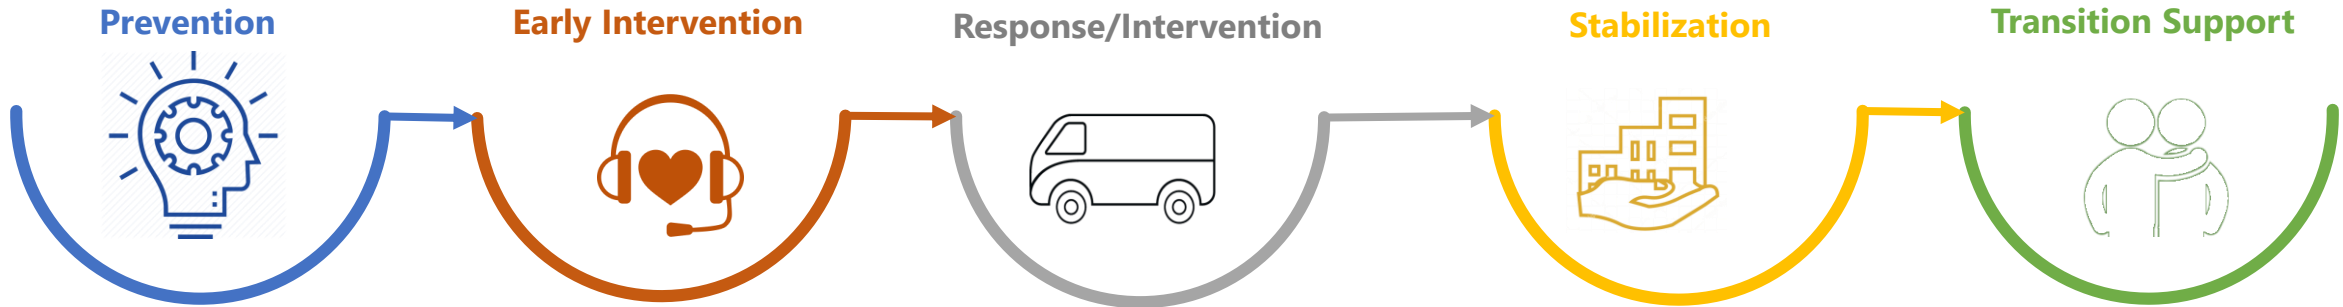 Prevention
Early Intervention
Response/Intervention
Stabilization
Transition Support